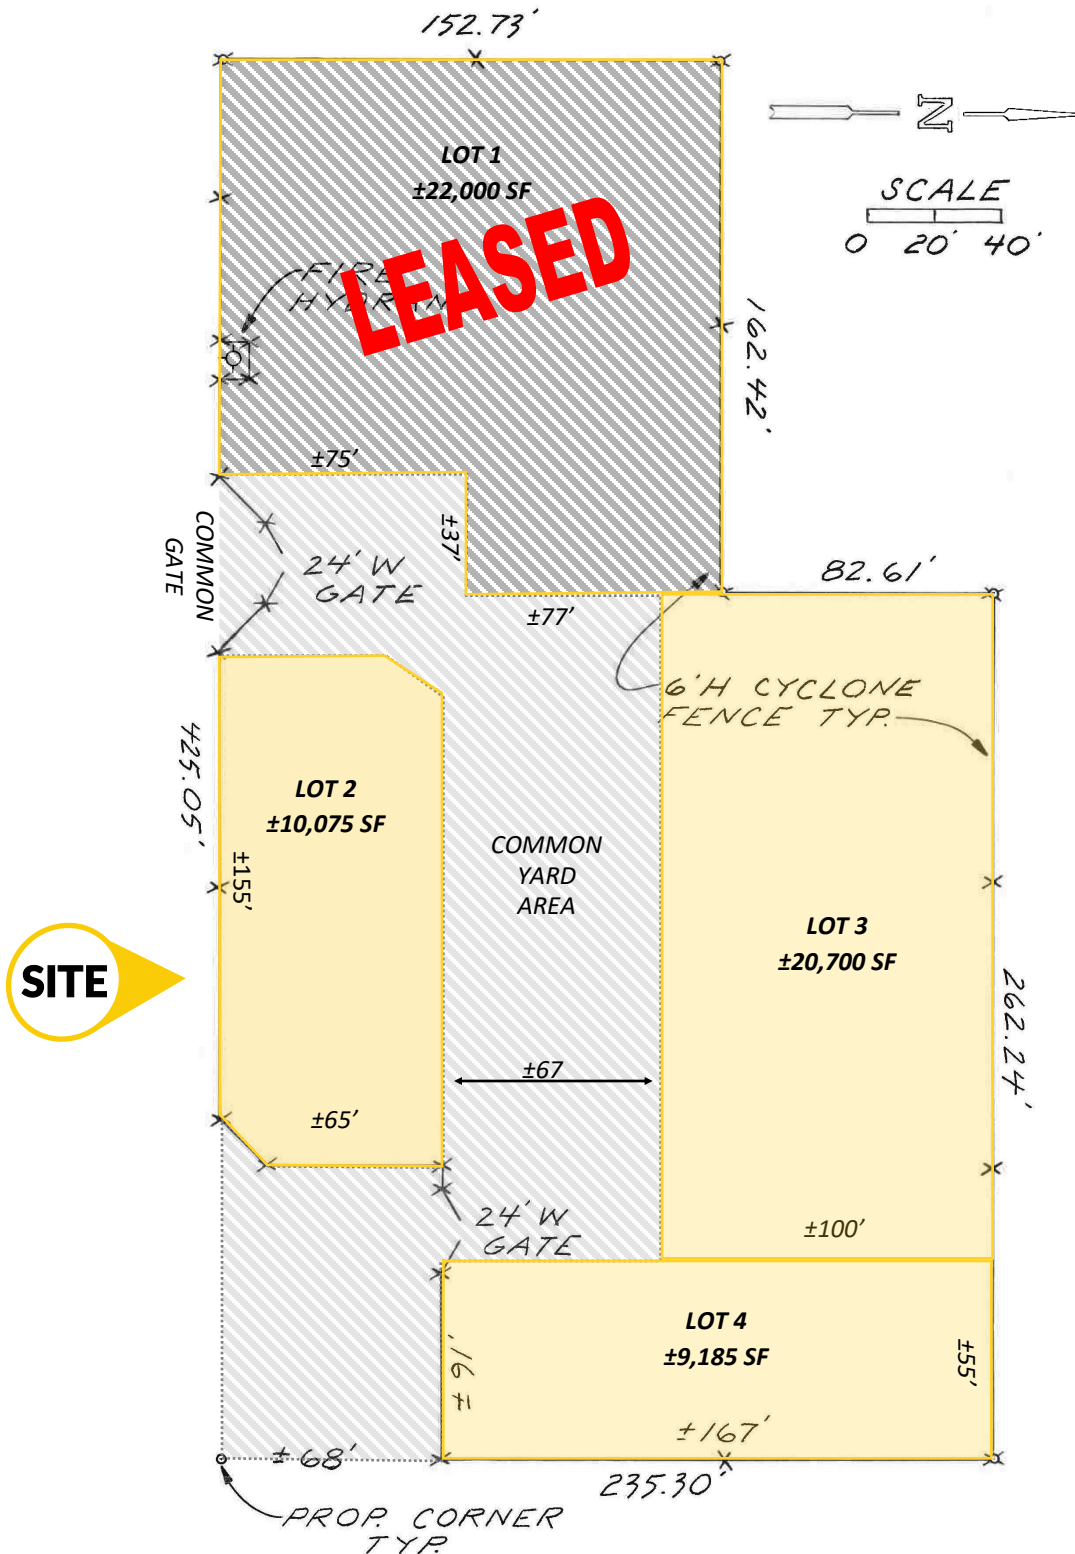 152.73'
N
SCALE
0 20' 40'
LOT 1
±22,000 SF
LEASED
FIRE
162.42'
±75'
±37'
COMMON
GATE
24' W
GATE
±77'
82.61'
6'H CYCLONE
FENCE TYP.
425.05'
LOT 2
±10,075 SF
±155'
COMMON
YARD
AREA
LOT 3
±20,700 SF
SITE
262.24'
±67
±65'
24' W
GATE
±100'
LOT 4
±9,185 SF
±55'
± 91'
±167'
±68'
235.30'
PROP. CORNER
TYP.